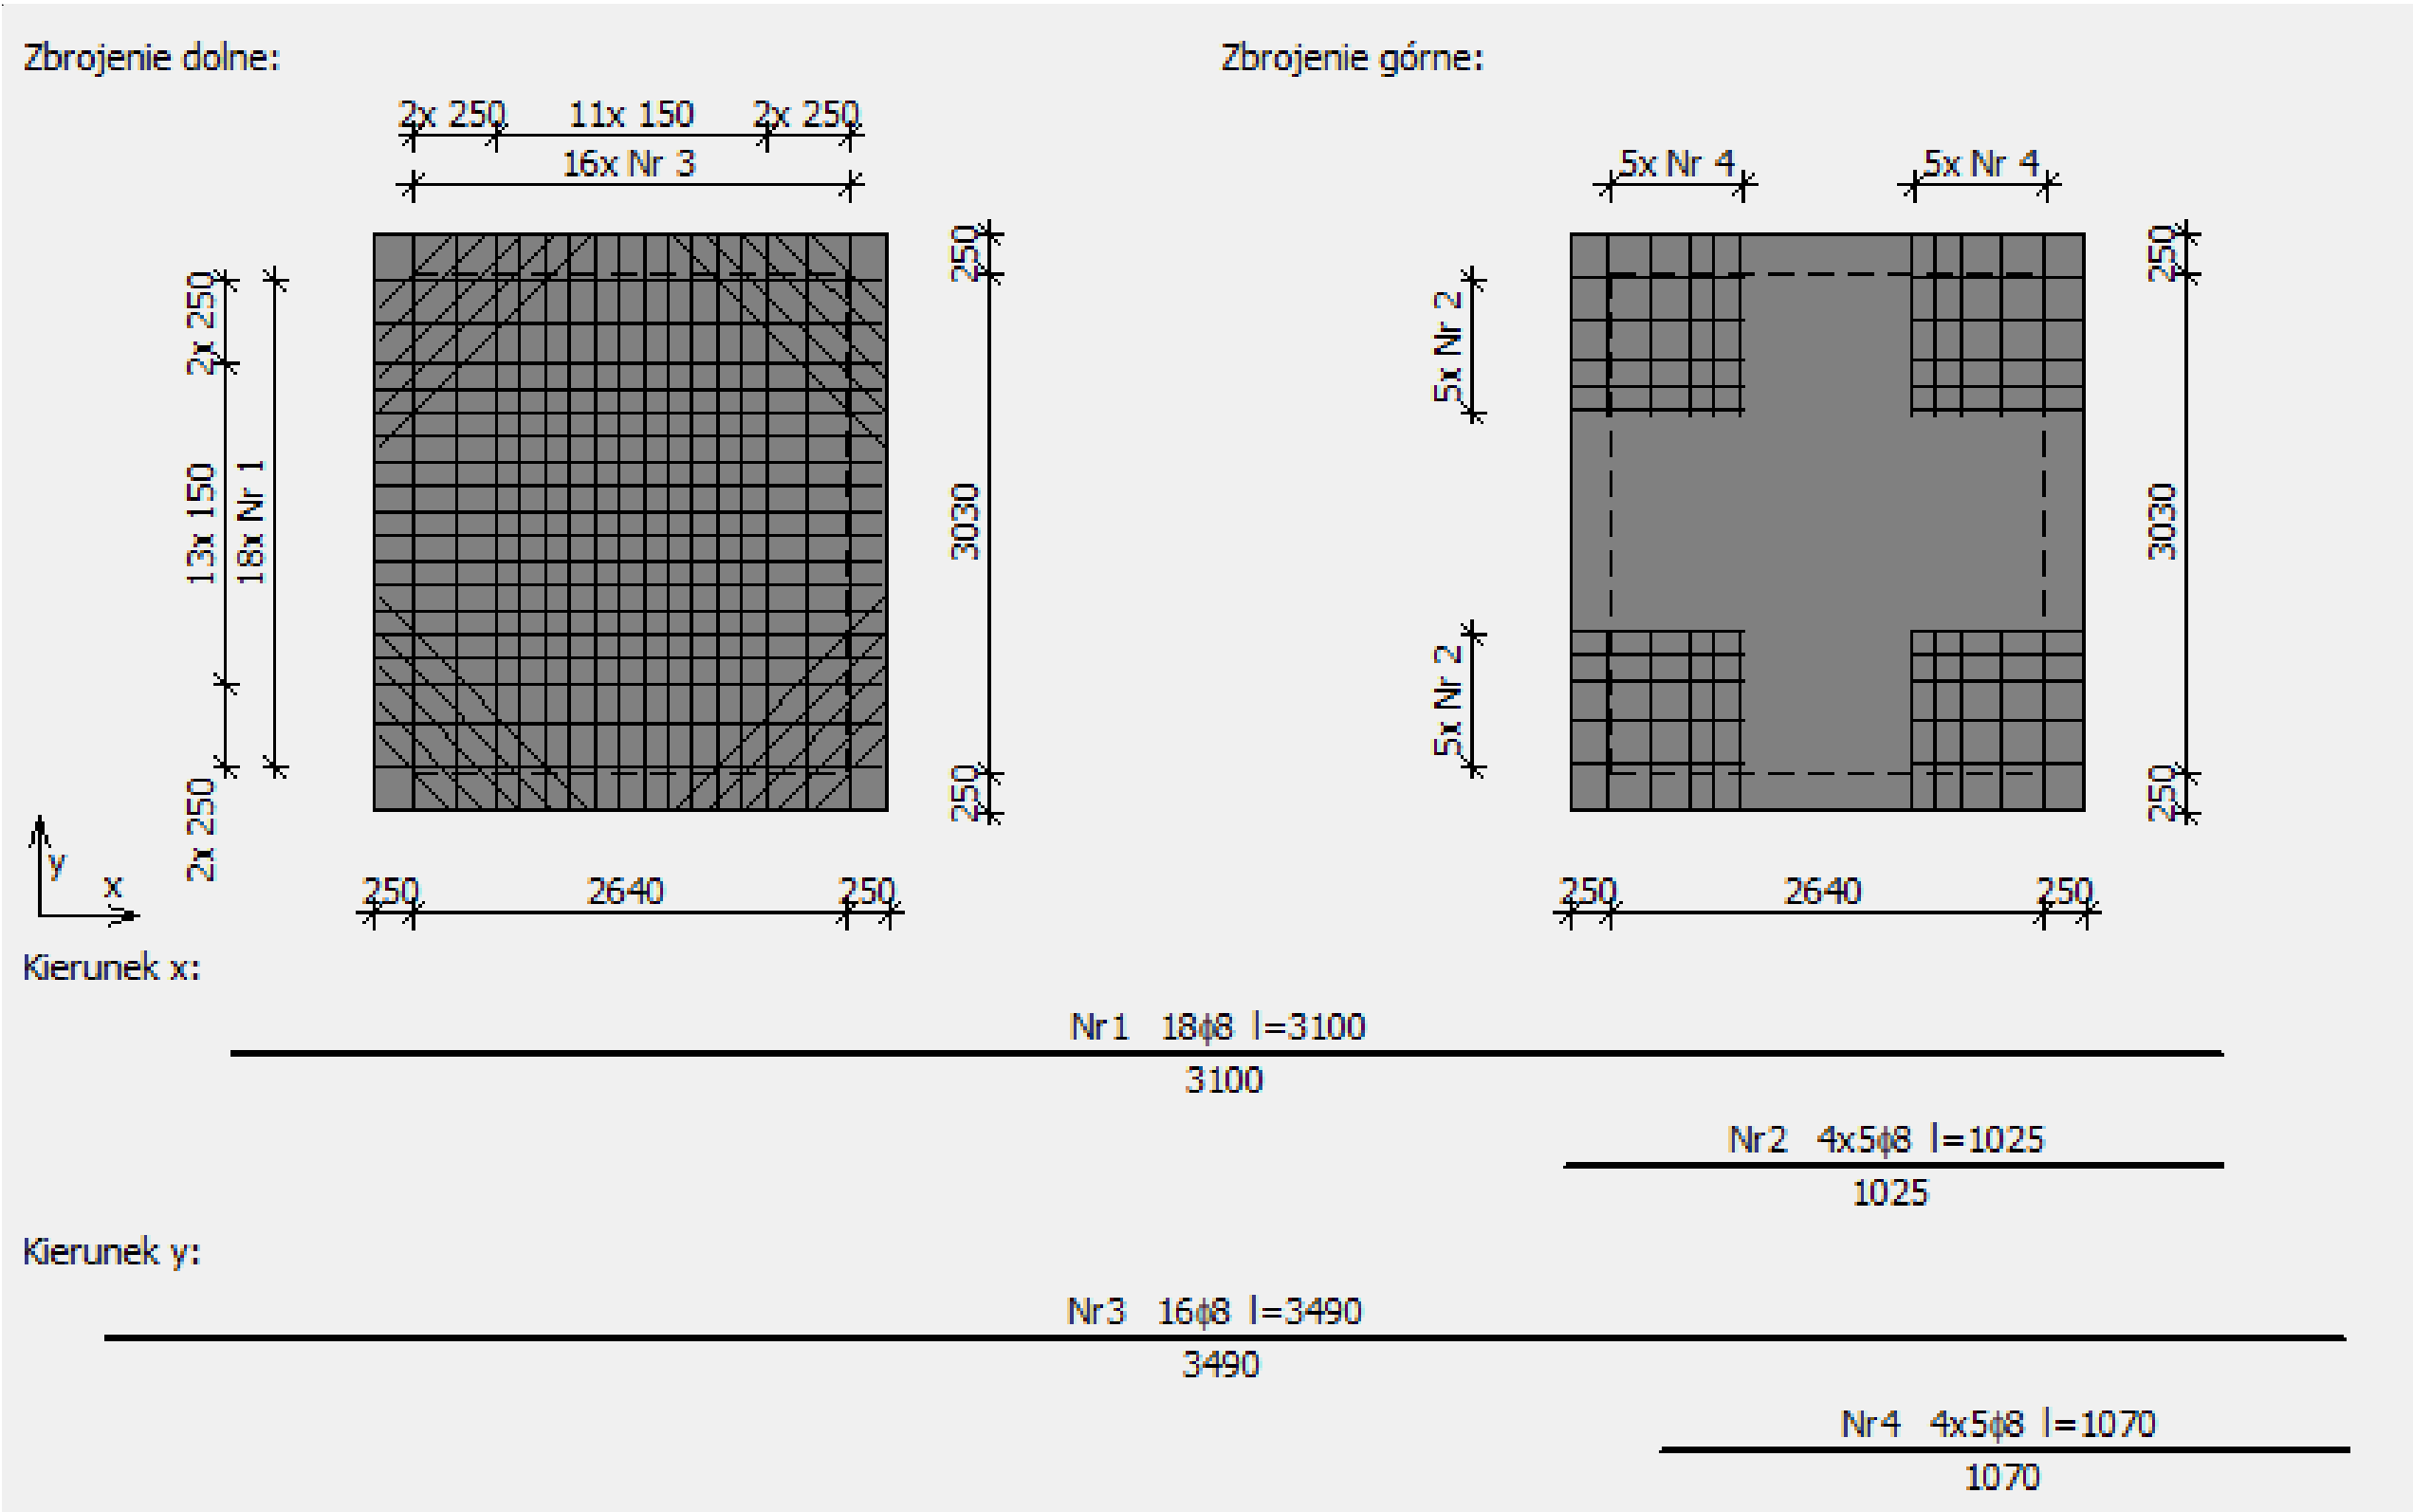 Zbrojenie dolne:
Zbrojenie górne:
2x 250 11x 150 2x 250
16x Nr 3
5x Nr 4 5x Nr 4
2x 250
13x 150
2x 250
18x Nr 1
250
3030
250
5x Nr 2
5x Nr 2
250
3030
250
y
x
250 2640 250
250 2640 250
Kierunek x:
Nr1 18ϕ8 l=3100
3100
Nr2 4x5ϕ8 l=1025
1025
Kierunek y:
Nr3 16ϕ8 l=3490
3490
Nr4 4x5ϕ8 l=1070
1070